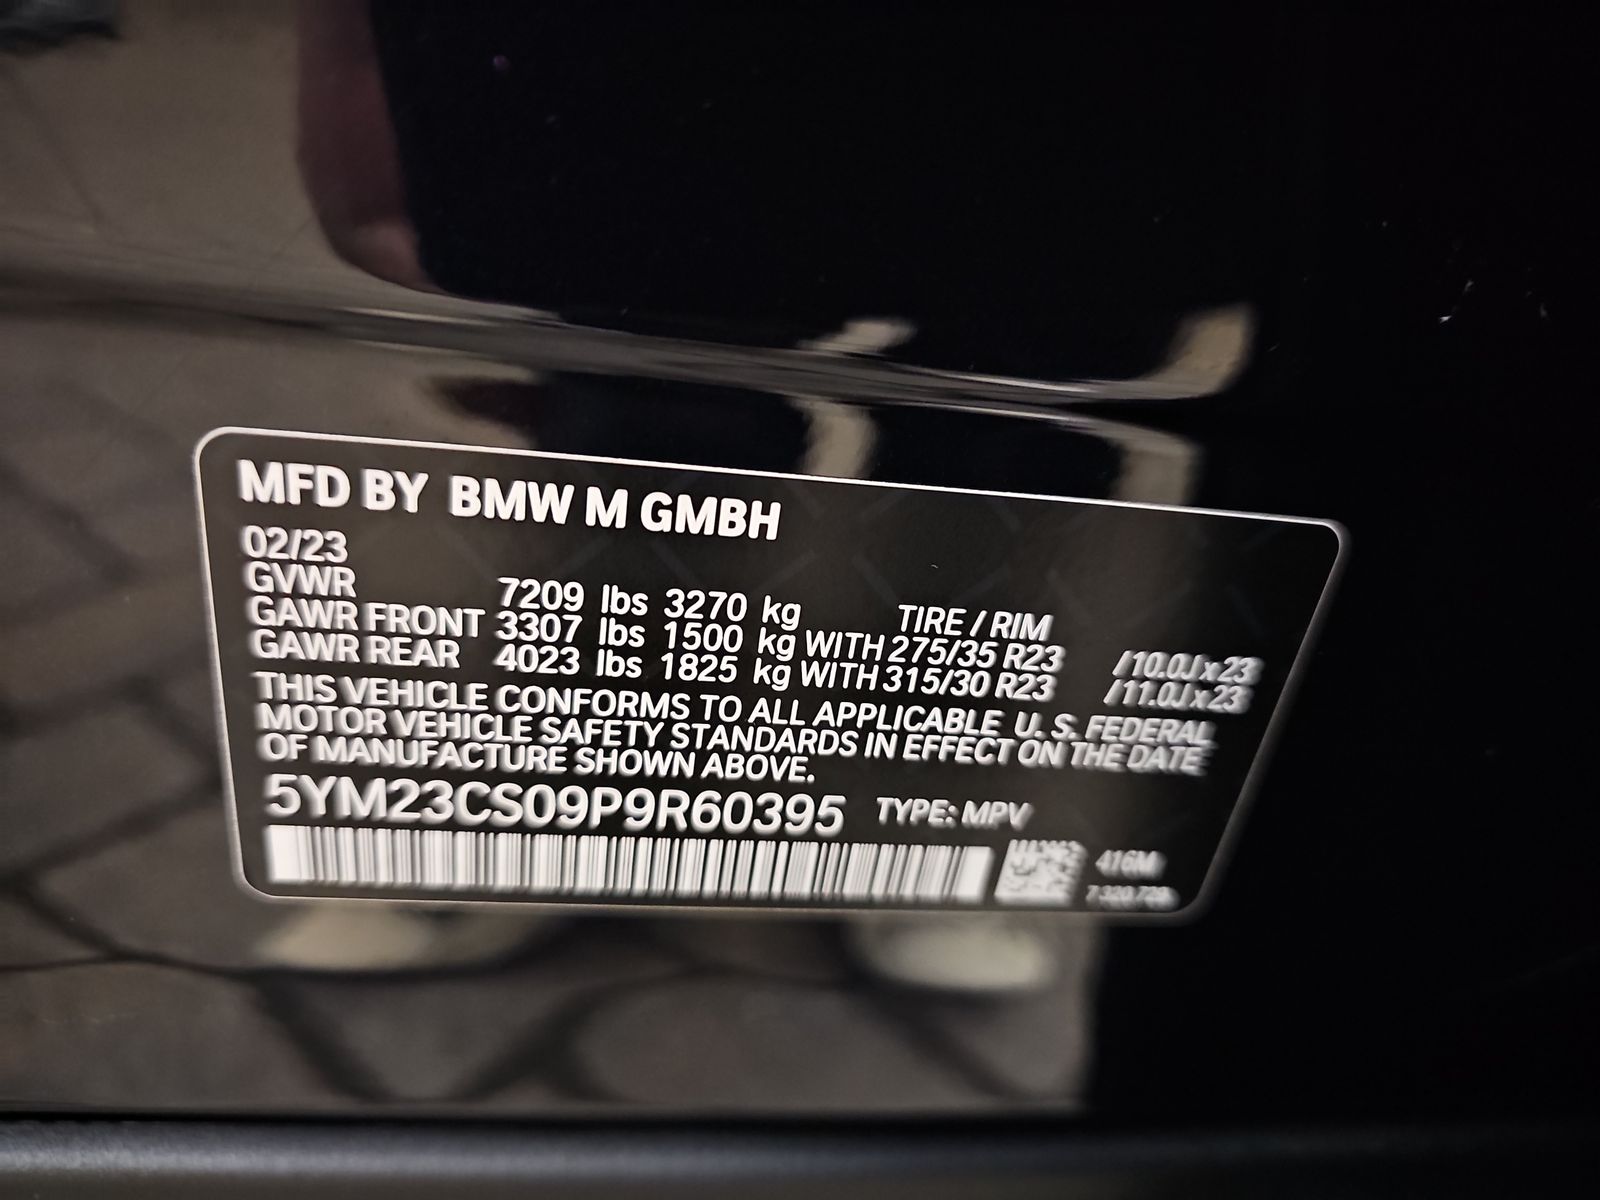 MFD BY BMW M GMBH
02/23
GVWR 7209 lbs 3270 kg TIRE / RIM
GAWR FRONT 3307 lbs 1500 kg WITH 275/35 R23 /10.0Jx23
GAWR REAR 4023 lbs 1825 kg WITH 315/30 R23 /11.0Jx23
THIS VEHICLE CONFORMS TO ALL APPLICABLE U.S. FEDERAL
MOTOR VEHICLE SAFETY STANDARDS IN EFFECT ON THE DATE
OF MANUFACTURE SHOWN ABOVE.
5YM23CS09P9R60395 TYPE: MPV
416M